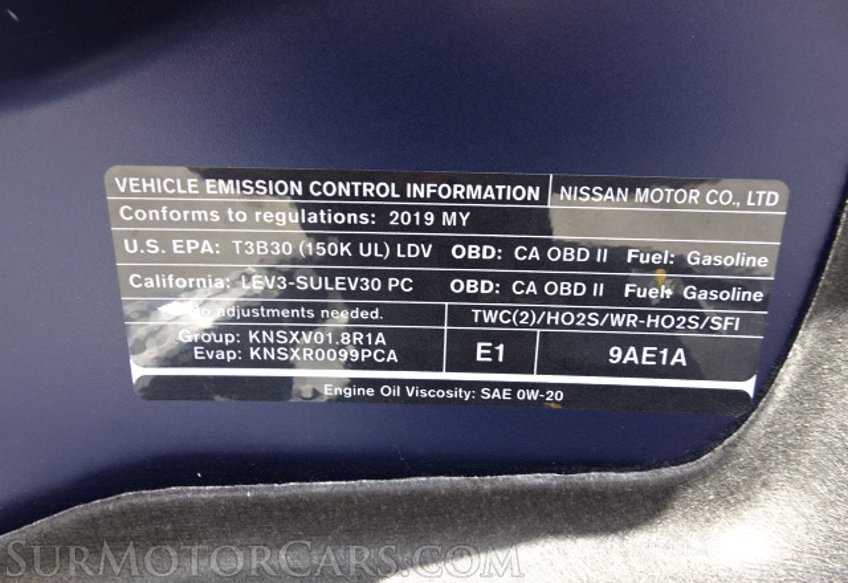 VEHICLE EMISSION CONTROL INFORMATION NISSAN MOTOR CO., LTD
Conforms to regulations: 2019 MY
U.S. EPA: T3B30 (150K UL) LDV OBD: CA OBD II Fuel: Gasoline
California: LEV3-SULEV30 PC OBD: CA OBD II Fuel: Gasoline
adjustments needed. TWC(2)/HO2S/WR-HO2S/SFI
Group: KNSXV01.8R1A
Evap: KNSXR0099PCA E1 9AE1A
Engine Oil Viscosity: SAE 0W-20
SurMotorCars.com